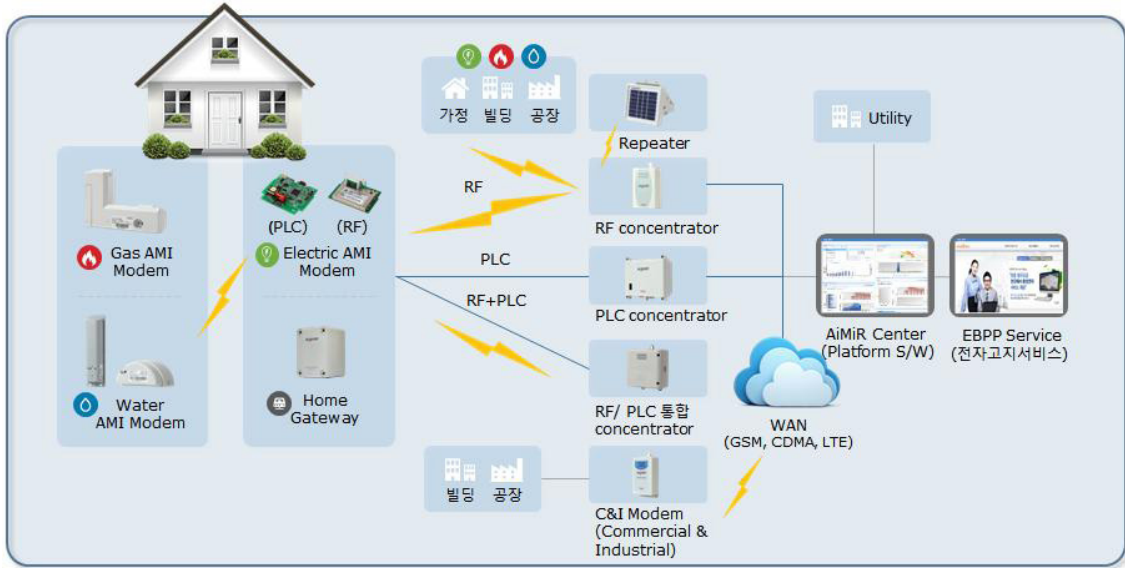 가정 빌딩 공장
Repeater
Utility
RF
RF concentrator
(PLC) (RF)
Gas AMI
Modem
Electric AMI
Modem
PLC
PLC concentrator
RF+PLC
AiMiR Center
(Platform S/W)
EBPP Service
(전자고지서비스)
Water
AMI Modem
Home
Gateway
RF/ PLC 통합
concentrator
WAN
(GSM, CDMA, LTE)
빌딩 공장
C&I Modem
(Commercial &
Industrial)